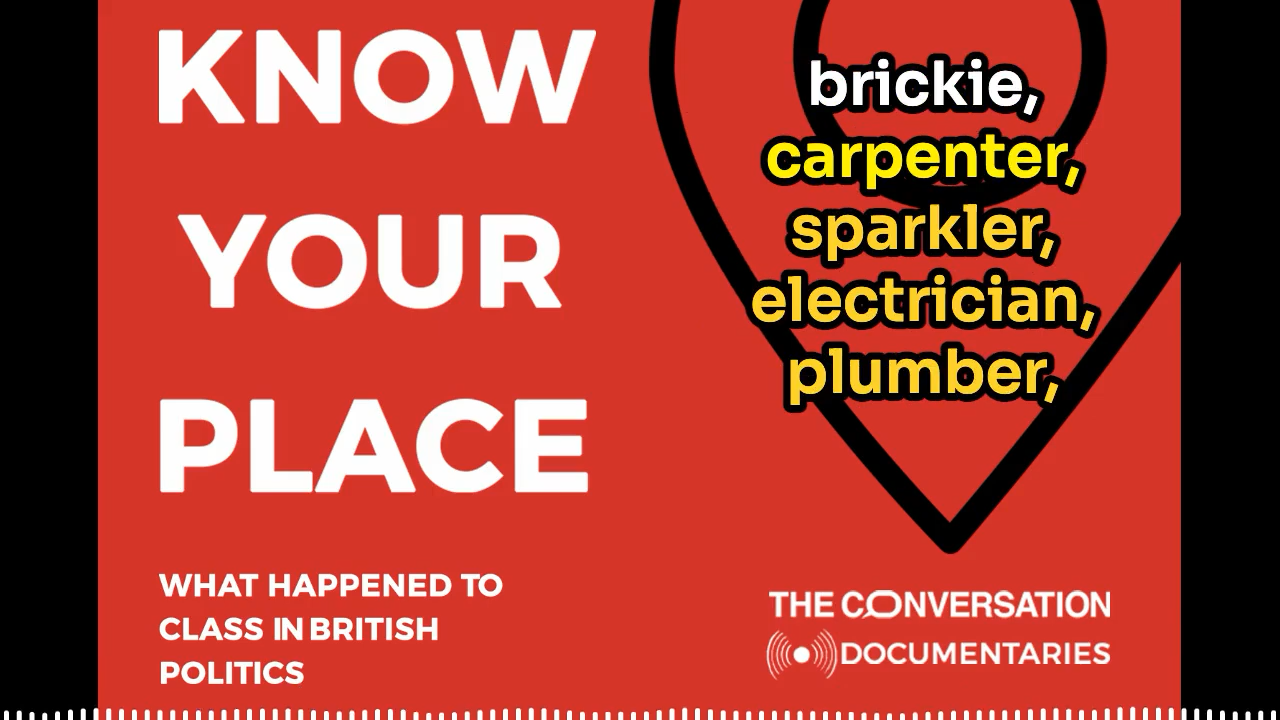 KNOW
YOUR
PLACE
WHAT HAPPENED TO
CLASS IN BRITISH
POLITICS
brickie,
carpenter,
sparkler,
electrician,
plumber,
THE CONVERSATION
DOCUMENTARIES